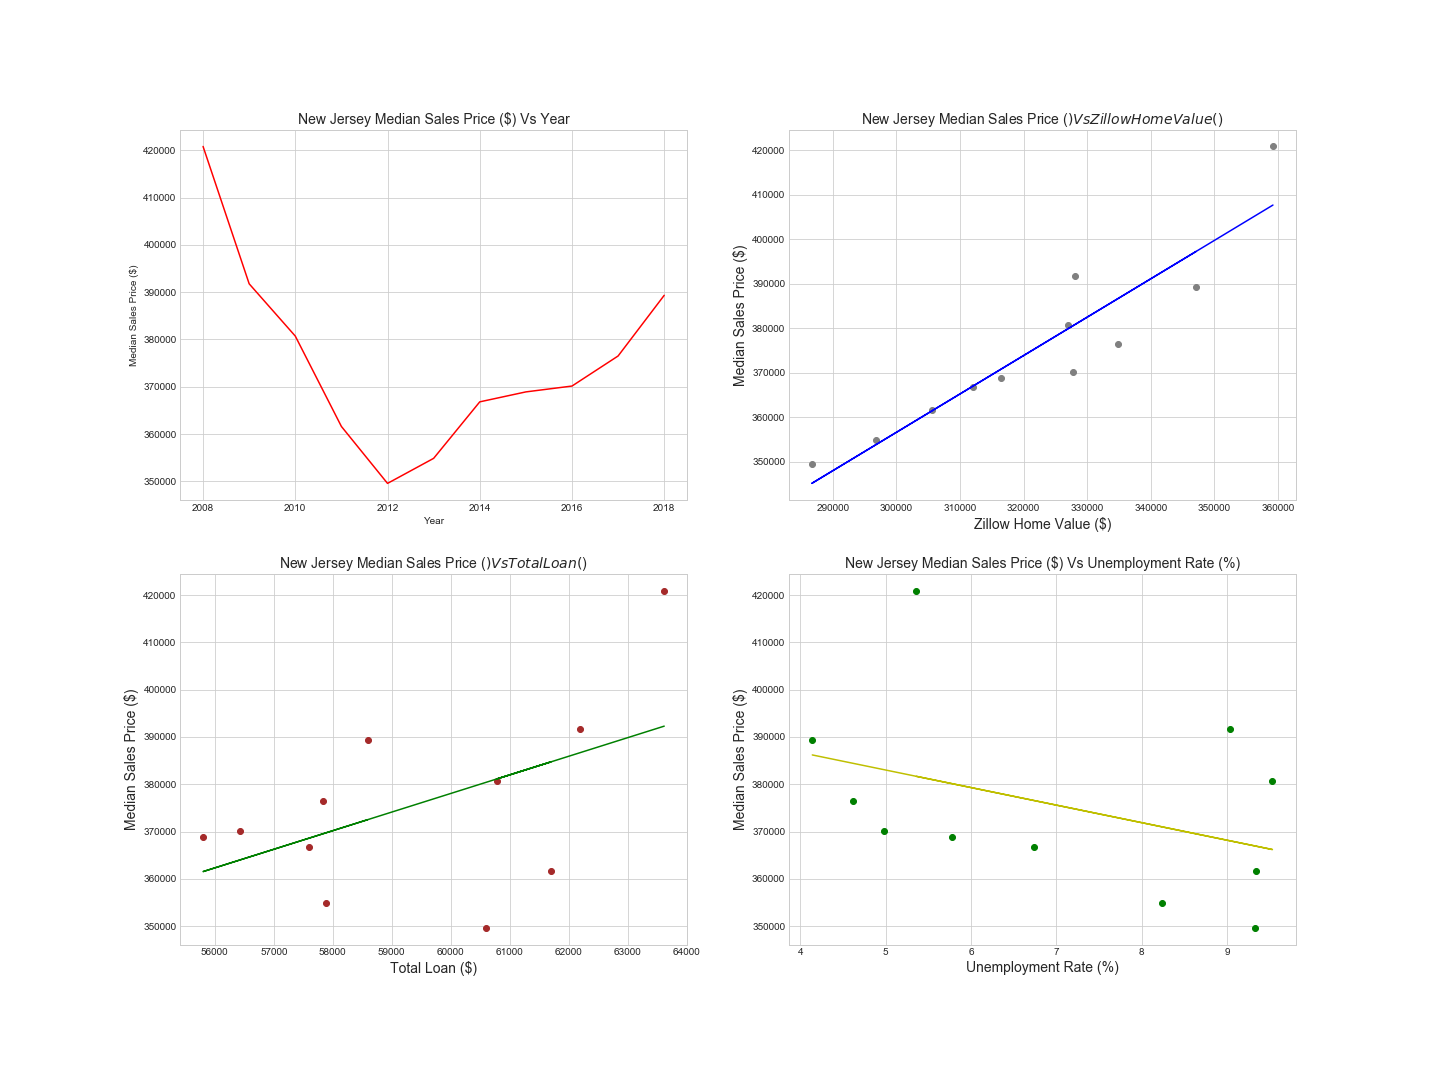 New Jersey Median Sales Price ($) Vs Year
420000
410000
400000
390000
380000
370000
360000
350000
Median Sales Price ($)
2008 2010 2012 2014 2016 2018
Year
New Jersey Median Sales Price ()VsZillowHomeValue()
420000
410000
400000
390000
380000
370000
360000
350000
Median Sales Price ($)
290000 300000 310000 320000 330000 340000 350000 360000
Zillow Home Value ($)
New Jersey Median Sales Price ()VsTotalLoan()
420000
410000
400000
390000
380000
370000
360000
350000
Median Sales Price ($)
56000 57000 58000 59000 60000 61000 62000 63000 64000
Total Loan ($)
New Jersey Median Sales Price ($) Vs Unemployment Rate (%)
420000
410000
400000
390000
380000
370000
360000
350000
Median Sales Price ($)
4 5 6 7 8 9
Unemployment Rate (%)